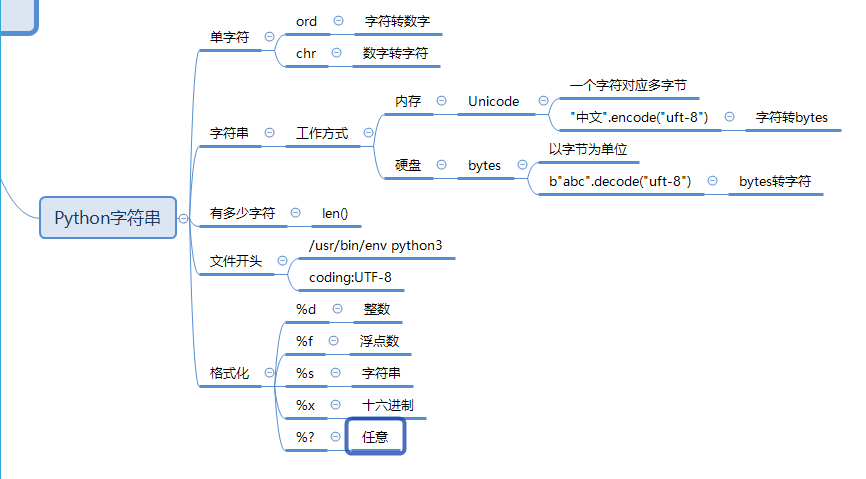 Python字符串
单字符
ord
字符转数字
chr
数字转字符
字符串
工作方式
内存
Unicode
一个字符对应多字节
"中文".encode("uft-8")
字符转bytes
硬盘
bytes
以字节为单位
b"abc".decode("uft-8")
bytes转字符
有多少字符
len()
文件开头
/usr/bin/env python3
coding:UTF-8
格式化
%d
整数
%f
浮点数
%s
字符串
%x
十六进制
%?
任意